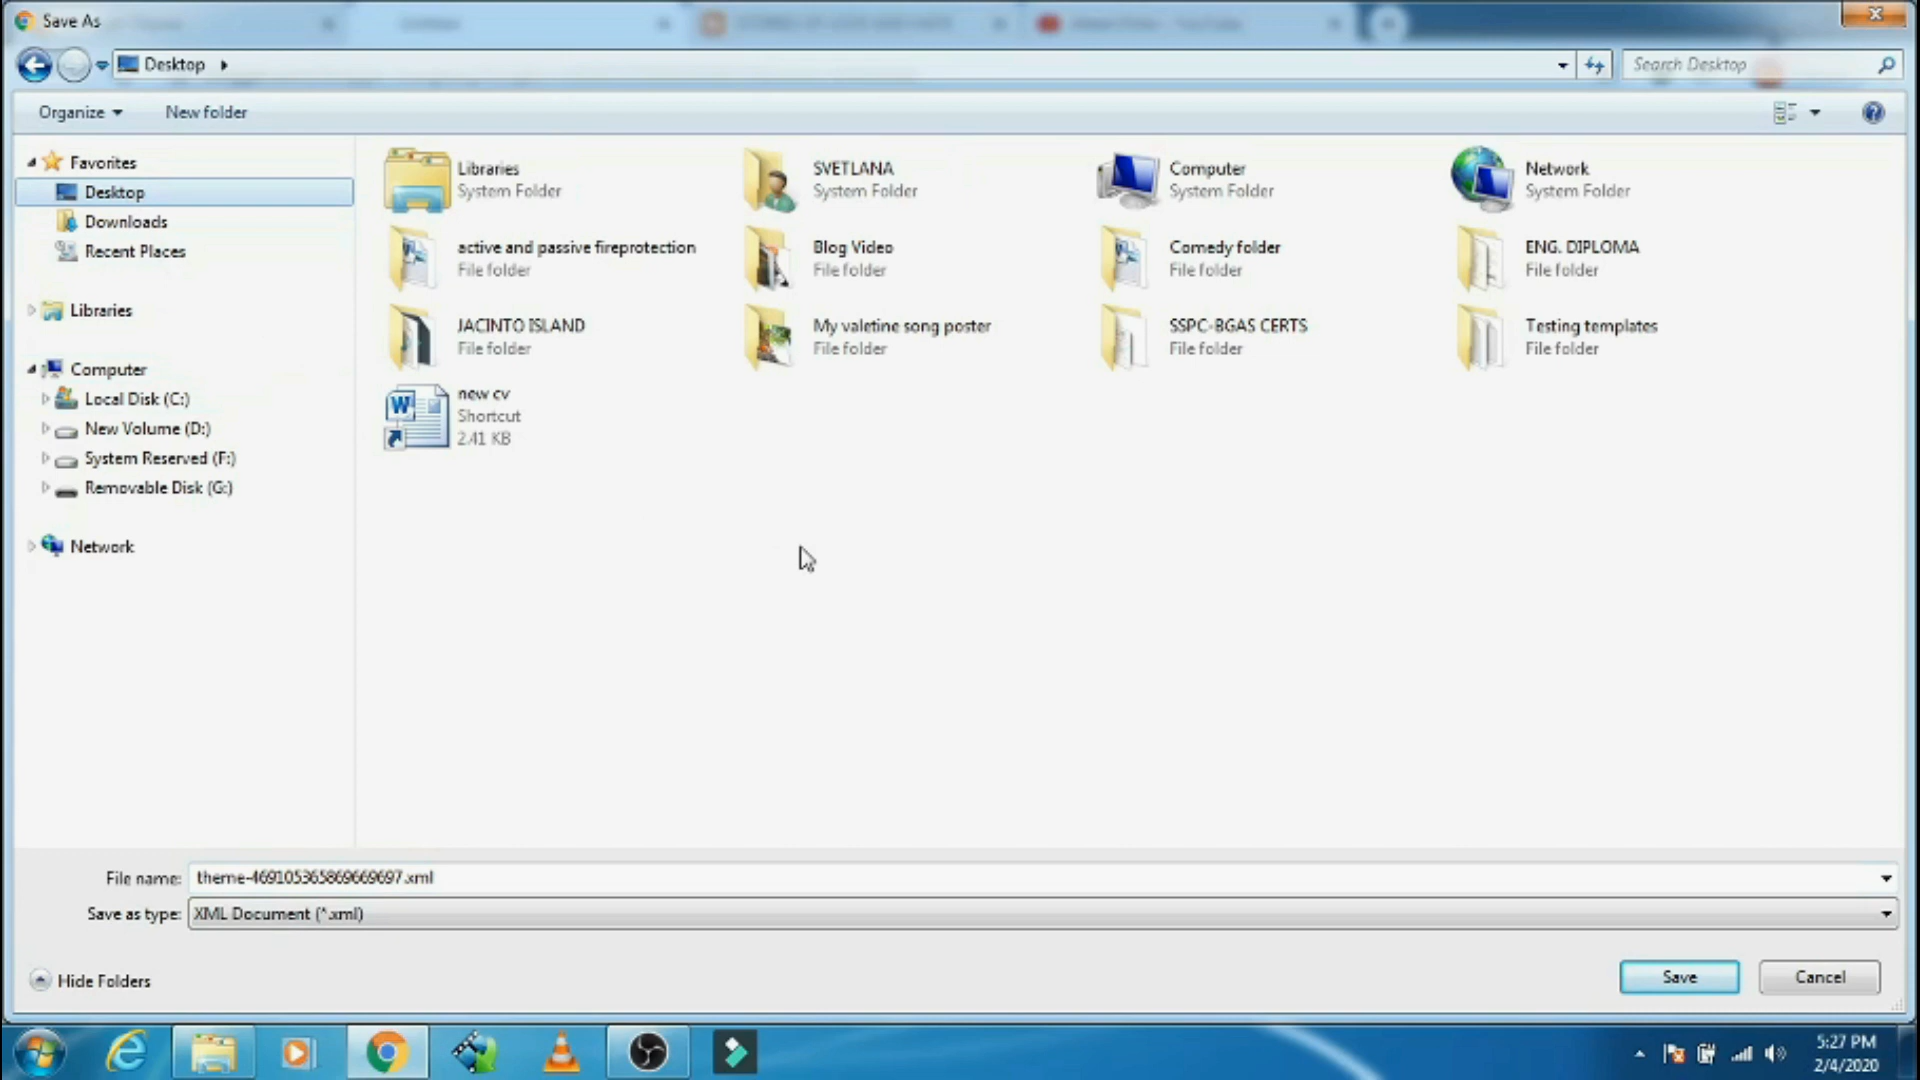 Save As
Desktop
Search Desktop
Organize
New folder
Favorites
Desktop
Downloads
Recent Places
Libraries
Computer
Local Disk (C:)
New Volume (D:)
System Reserved (F:)
Removable Disk (G:)
Network
Libraries
System Folder
SVETLANA
System Folder
Computer
System Folder
Network
System Folder
active and passive fireprotection
File folder
Blog Video
File folder
Comedy folder
File folder
ENG. DIPLOMA
File folder
JACINTO ISLAND
File folder
My valetine song poster
File folder
SSPC-BGAS CERTS
File folder
Testing templates
File folder
new cv
Shortcut
2.41 KB
File name: theme-469105365869669697.xml
Save as type: XML Document (*.xml)
Hide Folders
Save
Cancel
5:27 PM
2/4/2020